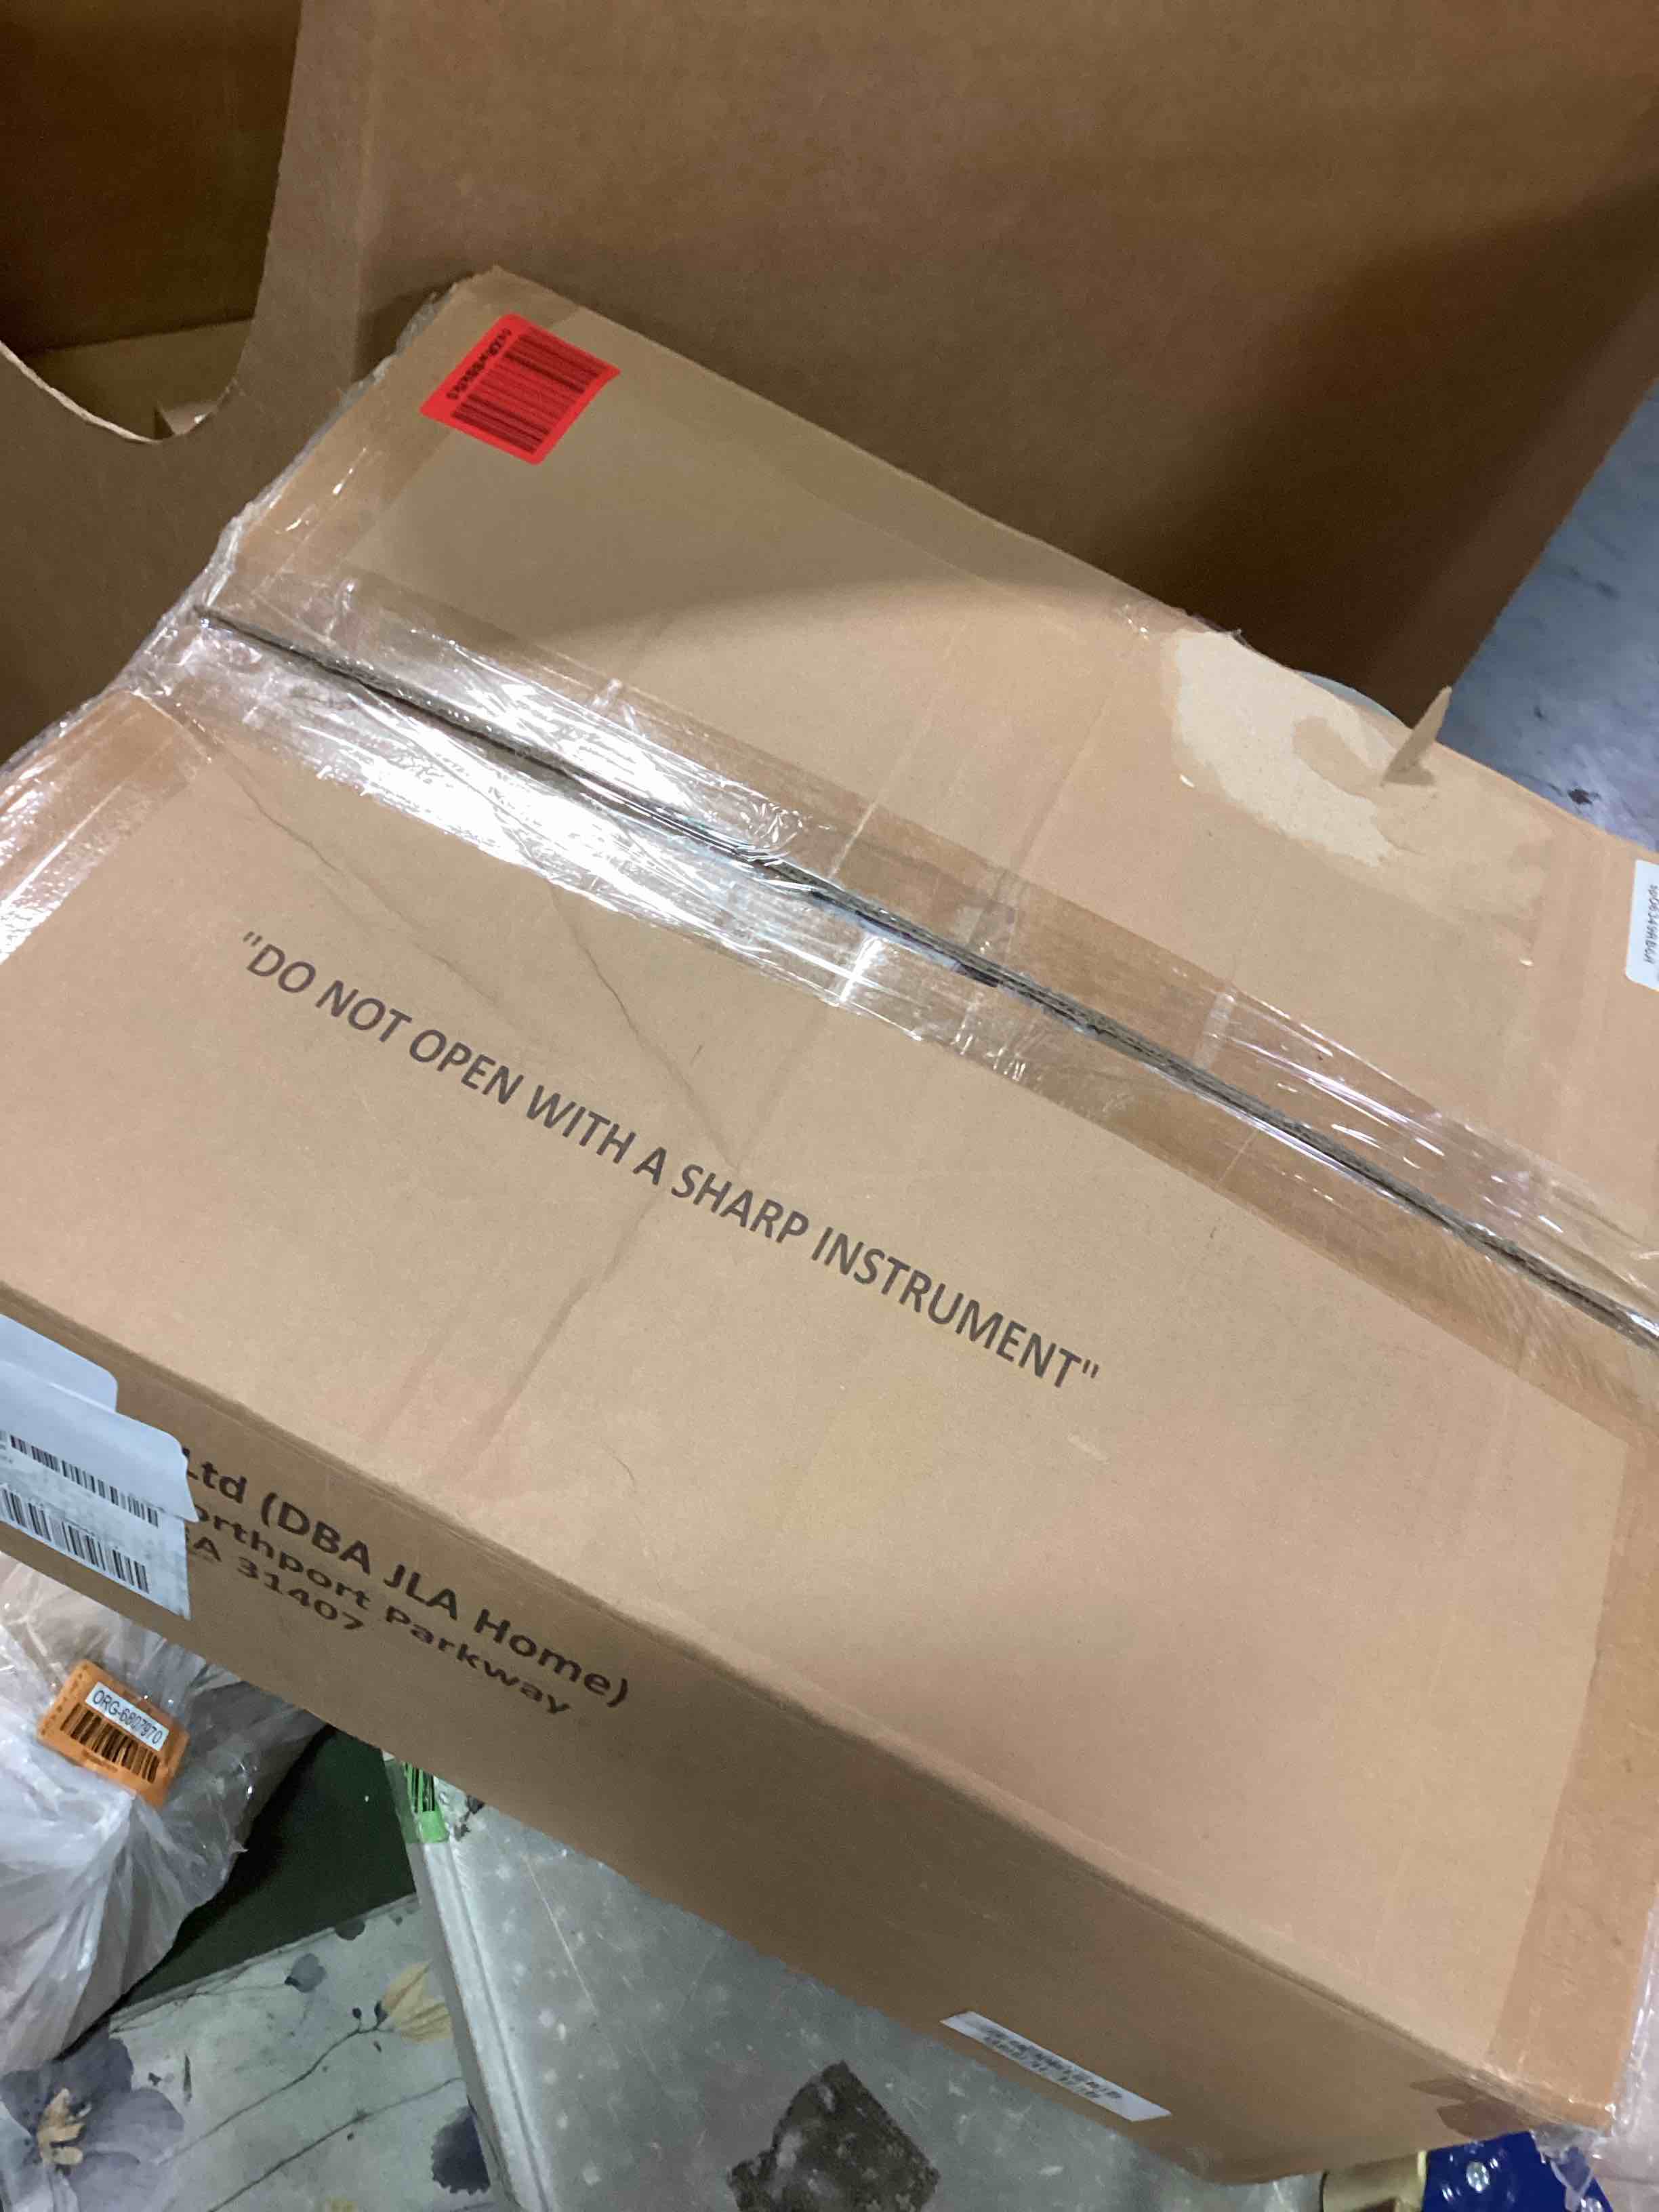 "DO NOT OPEN WITH A SHARP INSTRUMENT"
Ltd (DBA JLA Home)
orthport Parkway
A 31407
ORG-6807970